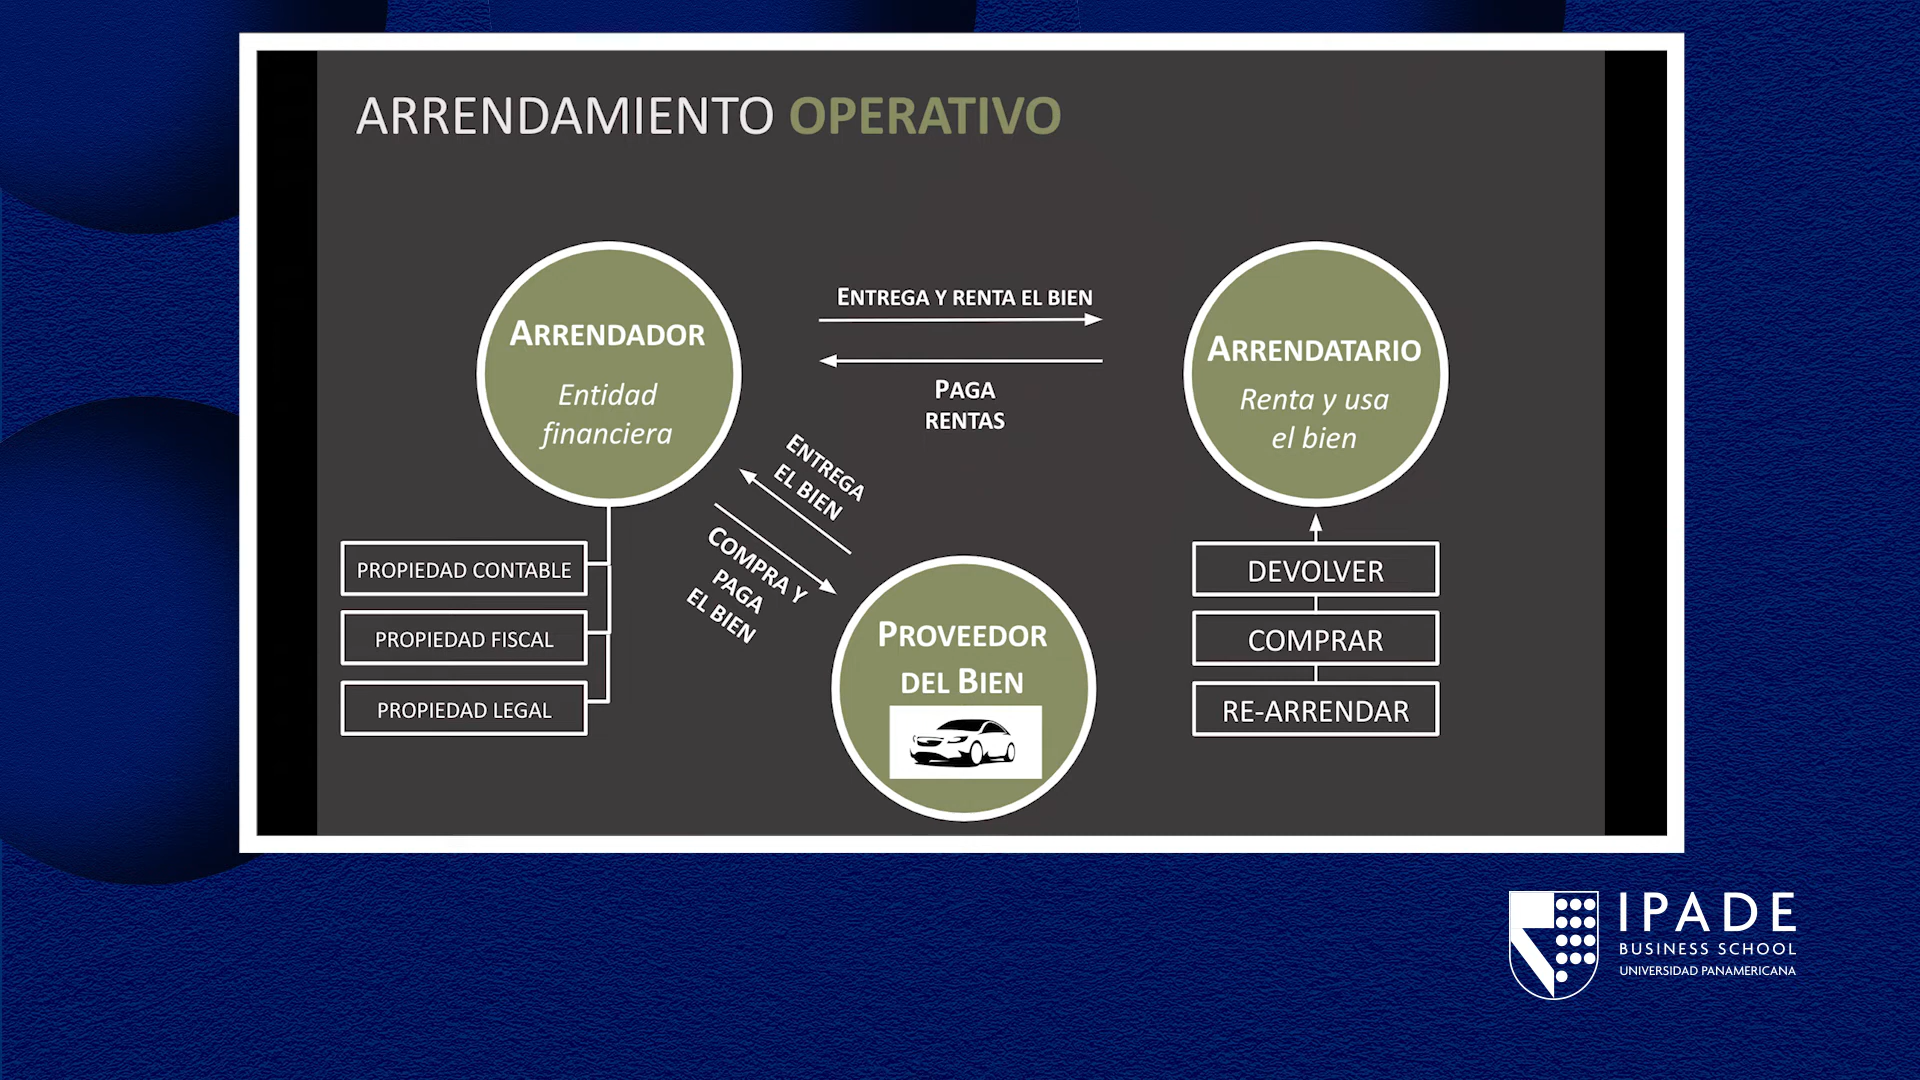 ARRENDAMIENTO OPERATIVO
ENTREGA Y RENTA EL BIEN
PAGA
RENTAS
ARRENDADOR
Entidad
financiera
ARRENDATARIO
Renta y usa
el bien
ENTREGA
EL BIEN
COMPRA Y
PAGA
EL BIEN
PROPIEDAD CONTABLE
PROPIEDAD FISCAL
PROPIEDAD LEGAL
PROVEEDOR
DEL BIEN
DEVOLVER
COMPRAR
RE-ARRENDAR
IPADE
BUSINESS SCHOOL
UNIVERSIDAD PANAMERICANA